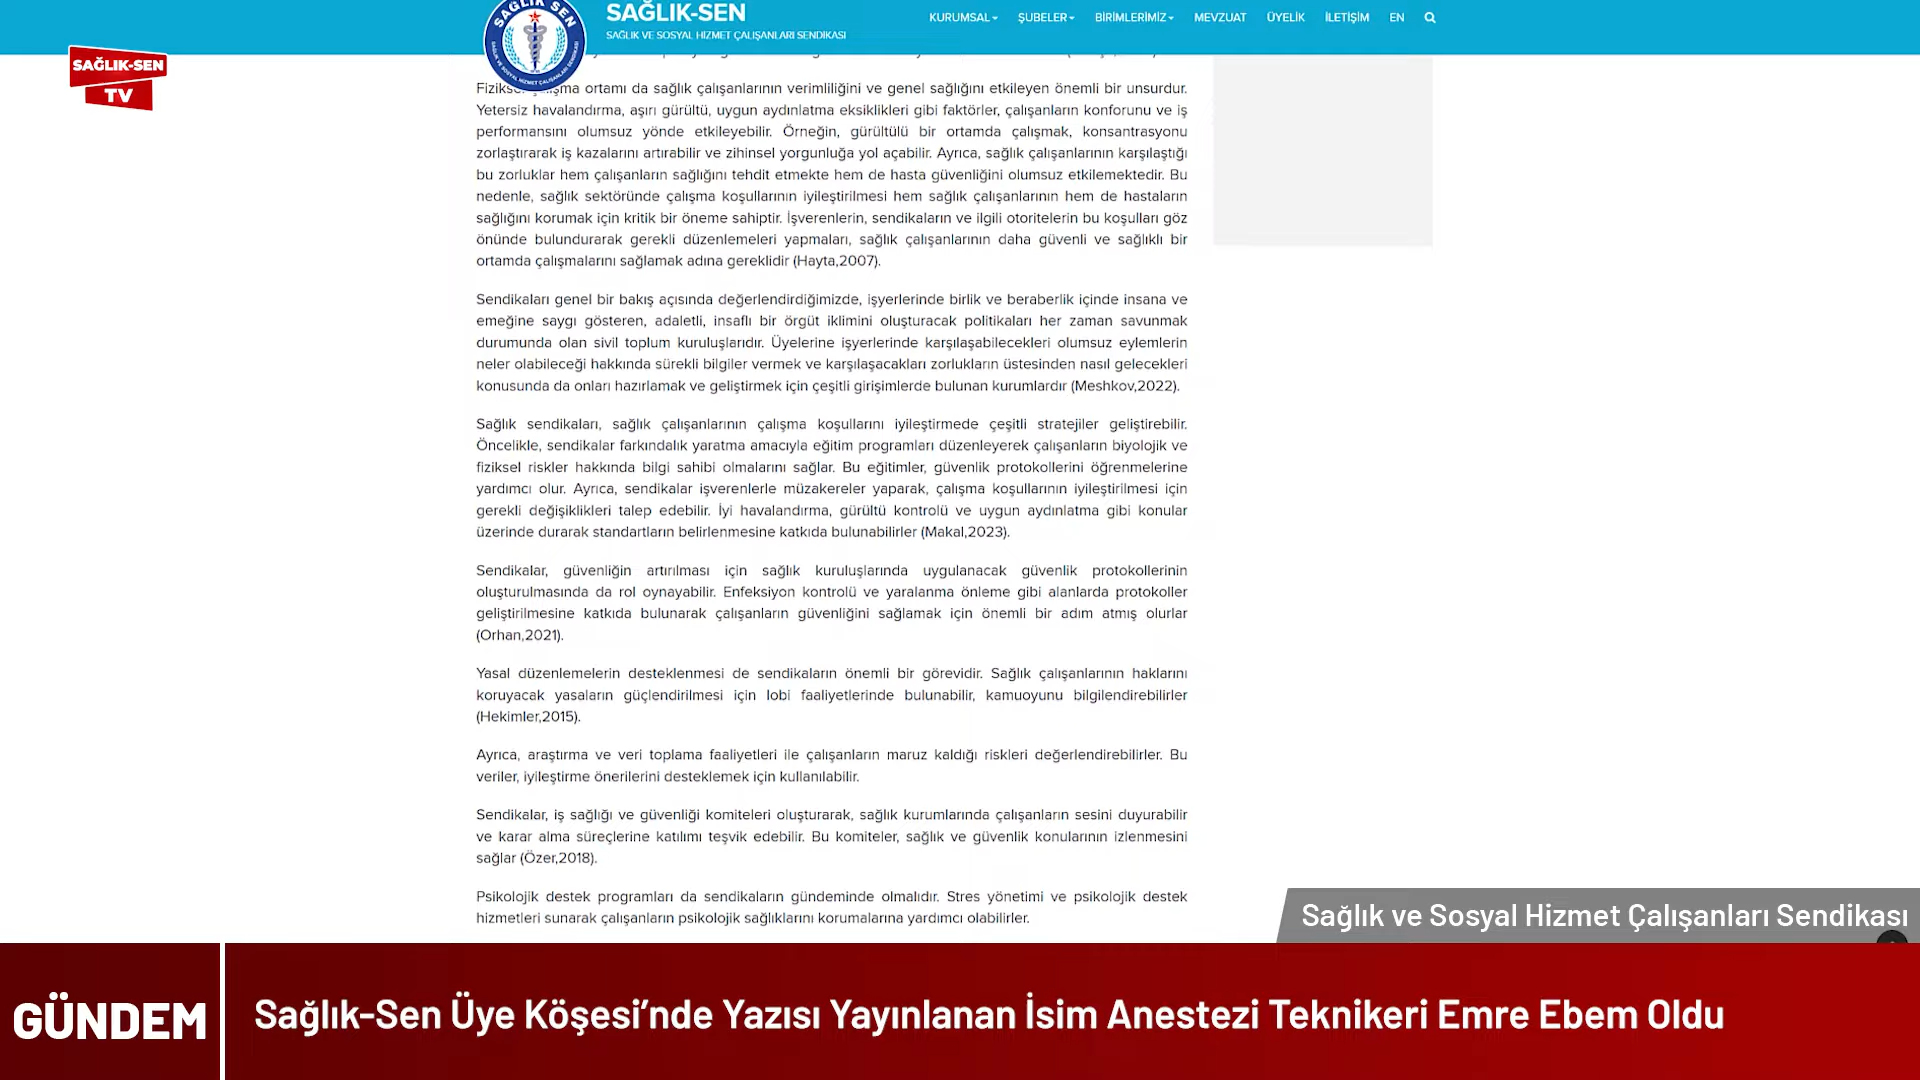 SAĞLIK-SEN
SAĞLIK VE SOSYAL HİZMET ÇALIŞANLARI SENDİKASI
KURUMSAL
ŞUBELER
BİRİMLERİMİZ
MEVZUAT
ÜYELİK
İLETİŞİM
EN
SAĞLIK SEN
SAĞLIK VE SOSYAL HİZMET ÇALIŞANLARI SENDİKASI
SAĞLIK-SEN
TV
ortamı da sağlık çalışanlarının verimliliğini ve genel sağlığını etkileyen önemli bir unsurdur.
Yetersiz havalandırma, aşırı gürültü, uygun aydınlatma eksiklikleri gibi faktörler, çalışanların konforunu ve iş
performansını olumsuz yönde etkileyebilir. Örneğin, gürültülü bir ortamda çalışmak, konsantrasyonu
zorlaştırarak iş kazalarını artırabilir ve zihinsel yorgunluğa yol açabilir. Ayrıca, sağlık çalışanlarının karşılaştığı
bu zorluklar hem çalışanların sağlığını tehdit etmekte hem de hasta güvenliğini olumsuz etkilemektedir. Bu
nedenle, sağlık sektöründe çalışma koşullarının iyileştirilmesi hem sağlık çalışanlarının hem de hastaların
sağlığını korumak için kritik bir öneme sahiptir. İşverenlerin, sendikaların ve ilgili otoritelerin bu koşulları göz
önünde bulundurarak gerekli düzenlemeleri yapmaları, sağlık çalışanlarının daha güvenli ve sağlıklı bir
ortamda çalışmalarını sağlamak adına gereklidir (Hayta,2007).
Sendikaları genel bir bakış açısında değerlendirdiğimizde, işyerlerinde birlik ve beraberlik içinde insana ve
emeğine saygı gösteren, adaletli, insaflı bir örgüt iklimini oluşturacak politikaları her zaman savunmak
durumunda olan sivil toplum kuruluşlarıdır. Üyelerine işyerlerinde karşılaşabilecekleri olumsuz eylemlerin
neler olabileceği hakkında sürekli bilgiler vermek ve karşılaşacakları zorlukların üstesinden nasıl gelecekleri
konusunda da onları hazırlamak ve geliştirmek için çeşitli girişimlerde bulunan kurumlardır (Meshkov,2022).
Sağlık sendikaları, sağlık çalışanlarının çalışma koşullarını iyileştirmede çeşitli stratejiler geliştirebilir.
Öncelikle, sendikalar farkındalık yaratma amacıyla eğitim programları düzenleyerek çalışanların biyolojik ve
fiziksel riskler hakkında bilgi sahibi olmalarını sağlar. Bu eğitimler, güvenlik protokollerini öğrenmelerine
yardımcı olur. Ayrıca, sendikalar işverenlerle müzakereler yaparak, çalışma koşullarının iyileştirilmesi için
gerekli değişiklikleri talep edebilir. İyi havalandırma, gürültü kontrolü ve uygun aydınlatma gibi konular
üzerinde durarak standartların belirlenmesine katkıda bulunabilirler (Makal,2023).
Sendikalar, güvenliğin artırılması için sağlık kuruluşlarında uygulanacak güvenlik protokollerinin
oluşturulmasında da rol oynayabilir. Enfeksiyon kontrolü ve yaralanma önleme gibi alanlarda protokoller
geliştirilmesine katkıda bulunarak çalışanların güvenliğini sağlamak için önemli bir adım atmış olurlar
(Orhan,2021).
Yasal düzenlemelerin desteklenmesi de sendikaların önemli bir görevidir. Sağlık çalışanlarının haklarını
koruyacak yasaların güçlendirilmesi için lobi faaliyetlerinde bulunabilir, kamuoyunu bilgilendirebilirler
(Hekimler,2015).
Ayrıca, araştırma ve veri toplama faaliyetleri ile çalışanların maruz kaldığı riskleri değerlendirebilirler. Bu
veriler, iyileştirme önerilerini desteklemek için kullanılabilir.
Sendikalar, iş sağlığı ve güvenliği komiteleri oluşturarak, sağlık kurumlarında çalışanların sesini duyurabilir
ve karar alma süreçlerine katılımı teşvik edebilir. Bu komiteler, sağlık ve güvenlik konularının izlenmesini
sağlar (Özer,2018).
Psikolojik destek programları da sendikaların gündeminde olmalıdır. Stres yönetimi ve psikolojik destek
hizmetleri sunarak çalışanların psikolojik sağlıklarını korumalarına yardımcı olabilirler.
Sağlık ve Sosyal Hizmet Çalışanları Sendikası
GÜNDEM
Sağlık-Sen Üye Köşesi’nde Yazısı Yayınlanan İsim Anestezi Teknikeri Emre Ebem Oldu